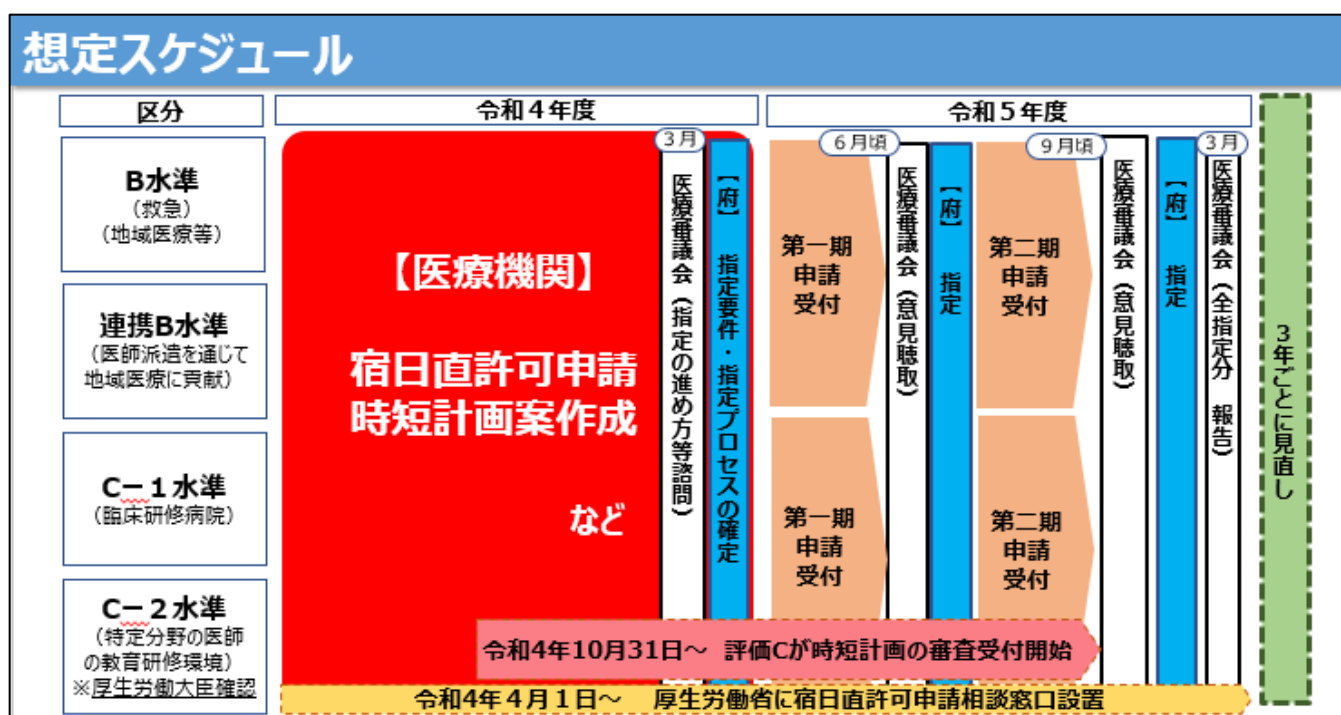 想定スケジュール
区分
令和４年度
令和５年度
B水準
（救急）
（地域医療等）
連携B水準
（医師派遣を通じて
地域医療に貢献）
C－１水準
（臨床研修病院）
C－２水準
（特定分野の医師
の教育研修環境）
※厚生労働大臣確認
【医療機関】
宿日直許可申請
時短計画案作成
など
３月
医療審議会（指定の進め方等諮問）
【府】　指定要件・指定プロセスの確定
第一期
申請
受付
第一期
申請
受付
６月頃
医療審議会（意見聴取）
【府】　指定
第二期
申請
受付
第二期
申請
受付
９月頃
医療審議会（意見聴取）
【府】　指定
３月
医療審議会（全指定分　報告）
３年ごとに見直し
令和4年10月31日～　評価Cが時短計画の審査受付開始
令和4年４月１日～　厚生労働省に宿日直許可申請相談窓口設置